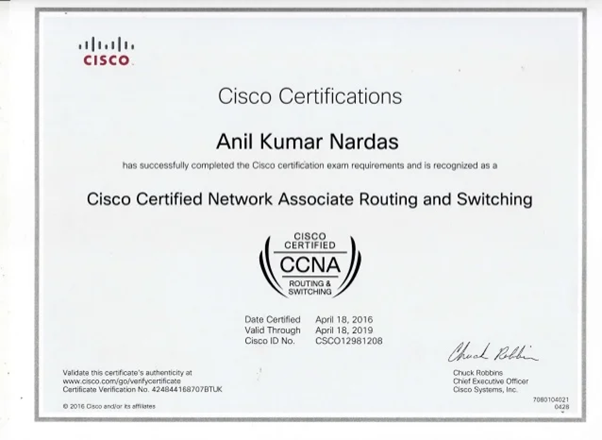 CISCO
Cisco Certifications
Anil Kumar Nardas
has successfully completed the Cisco certification exam requirements and is recognized as a
Cisco Certified Network Associate Routing and Switching
CISCO
CERTIFIED
CCNA
ROUTING &
SWITCHING
Date Certified April 18, 2016
Valid Through April 18, 2019
Cisco ID No. CSCO12981208
Chuck Robbin
Validate this certificate's authenticity at
www.cisco.com/go/verifycertificate
Certificate Verification No. 424844168707BTUK
Chuck Robbins
Chief Executive Officer
Cisco Systems, Inc.
© 2016 Cisco and/or its affiliates
7080104021
0428